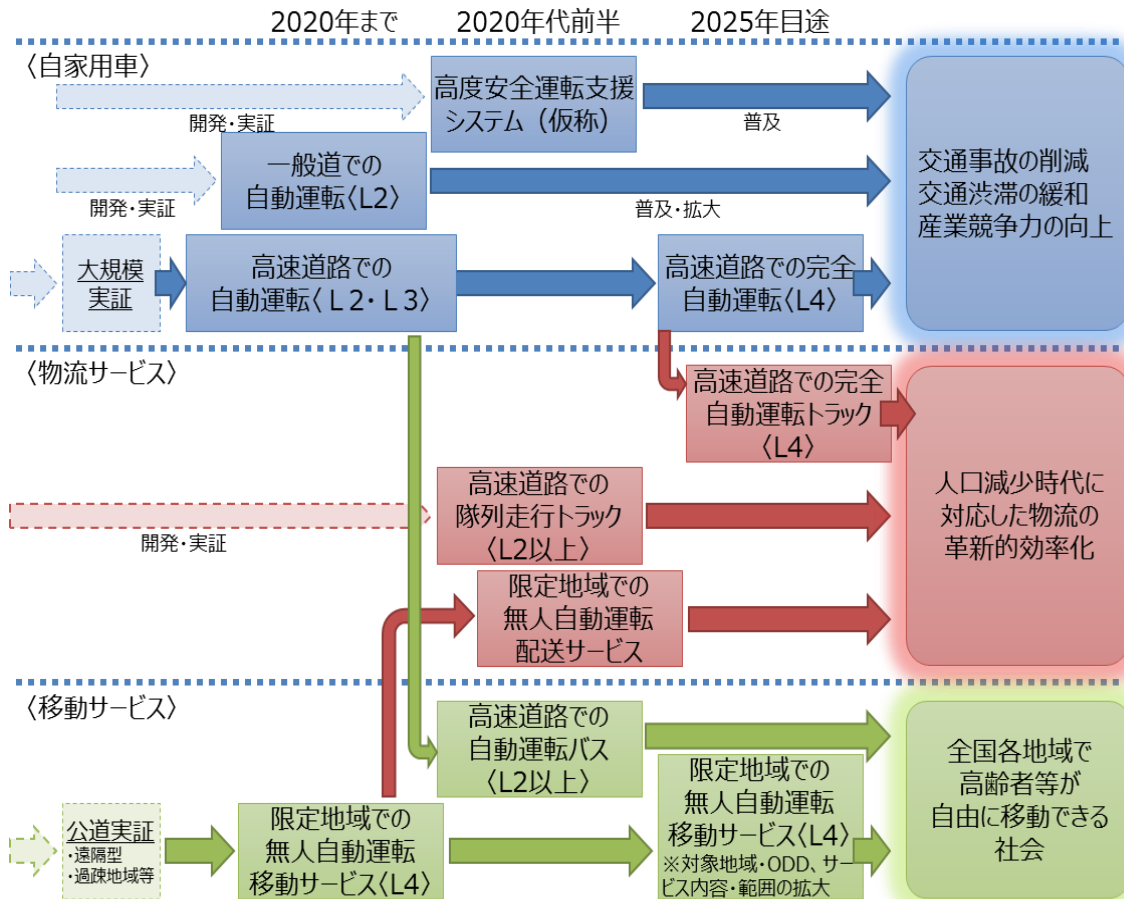 2020年まで
2020年代前半
2025年目途
〈自家用車〉
高度安全運転支援
システム（仮称）
開発・実証
普及
一般道での
自動運転〈L2〉
開発・実証
普及・拡大
大規模
実証
高速道路での
自動運転〈Ｌ２・Ｌ３〉
高速道路での完全
自動運転〈L4〉
交通事故の削減
交通渋滞の緩和
産業競争力の向上
〈物流サービス〉
高速道路での完全
自動運転トラック
〈L4〉
高速道路での
隊列走行トラック
〈L2以上〉
開発・実証
限定地域での
無人自動運転
配送サービス
人口減少時代に
対応した物流の
革新的効率化
〈移動サービス〉
高速道路での
自動運転バス
〈L2以上〉
公道実証
・遠隔型
・過疎地域等
限定地域での
無人自動運転
移動サービス〈L4〉
限定地域での
無人自動運転
移動サービス〈L4〉
※対象地域・ODD、サー
ビス内容・範囲の拡大
全国各地域で
高齢者等が
自由に移動できる
社会